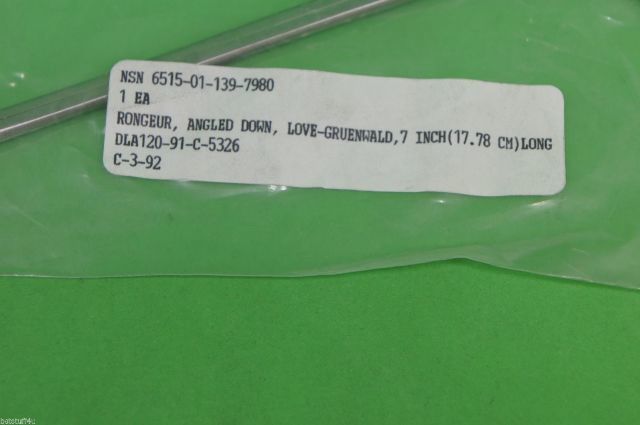 NSN 6515-01-139-7980
1 EA
RONGEUR, ANGLED DOWN, LOVE-GRUENWALD,7 INCH(17.78 CM)LONG
DLA120-91-C-5326
C-3-92
batstuff4u